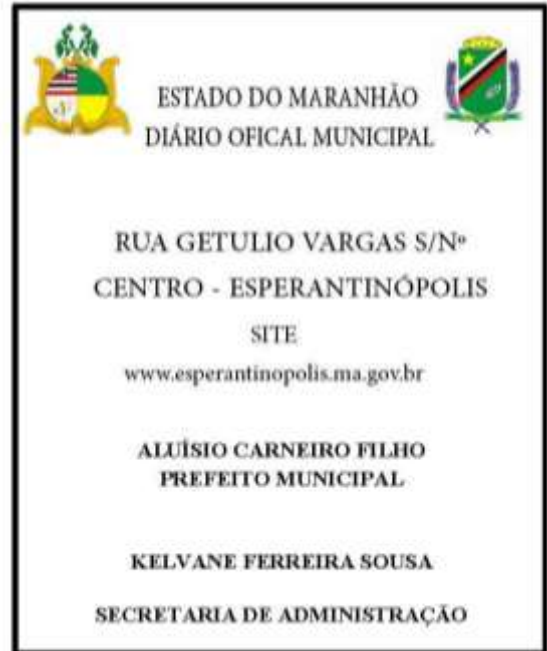 ESTADO DO MARANHÃO
DIÁRIO OFICAL MUNICIPAL
RUA GETULIO VARGAS S/Nº
CENTRO - ESPERANTINÓPOLIS
SITE
www.esperantinopolis.ma.gov.br
ALUÍSIO CARNEIRO FILHO
PREFEITO MUNICIPAL
KELVANE FERREIRA SOUSA
SECRETARIA DE ADMINISTRAÇÃO